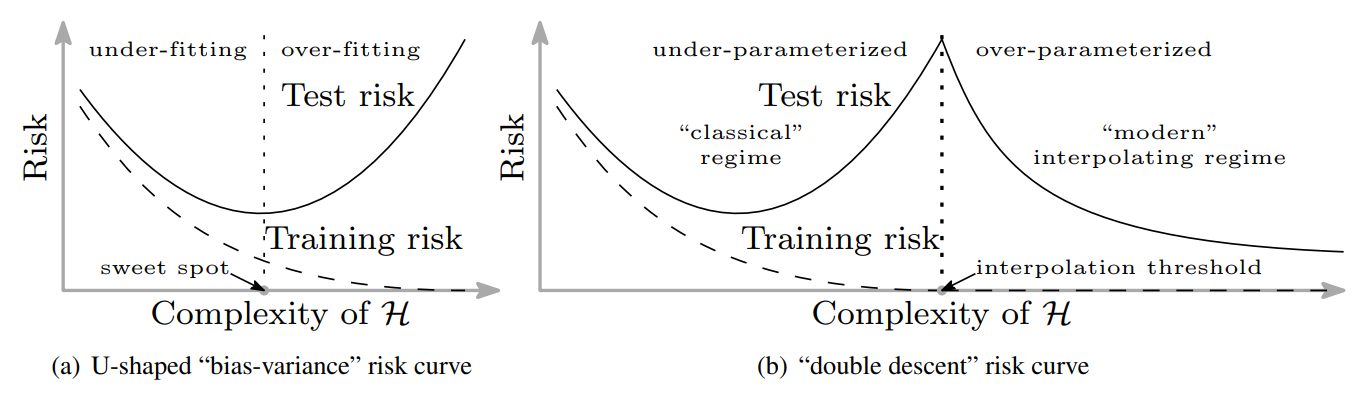 under-fitting
over-fitting
Test risk
Risk
Training risk
sweet spot
Complexity of ℋ
(a) U-shaped “bias-variance” risk curve
under-parameterized
over-parameterized
Test risk
“classical”
regime
“modern”
interpolating regime
Risk
Training risk
interpolation threshold
Complexity of ℋ
(b) “double descent” risk curve